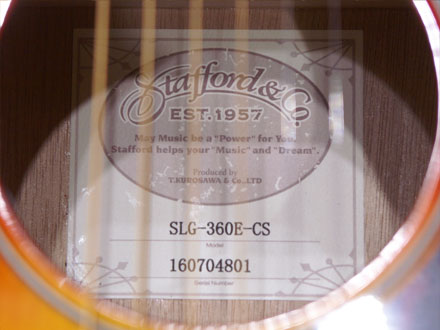 Stafford & Co.
EST.1957
May Music be a "Power" for You.
Stafford helps your "Music" and "Dream".
Produced by
T.KUROSAWA & Co.,LTD
SLG-360E-CS
Model
160704801
Serial Number